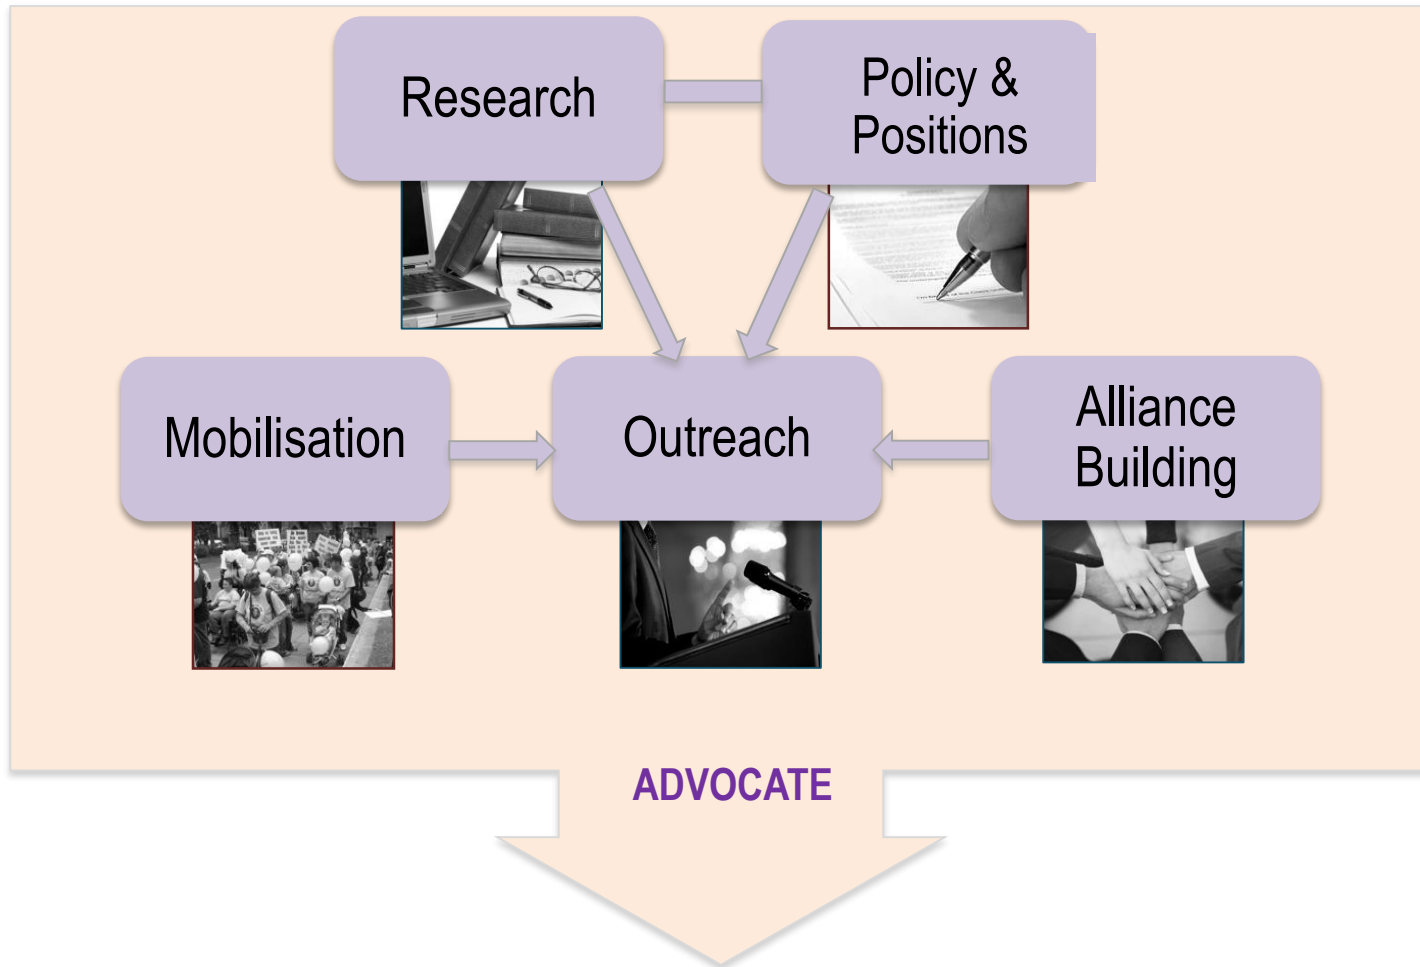 Research
Policy &
Positions
Mobilisation
Outreach
Alliance
Building
ADVOCATE